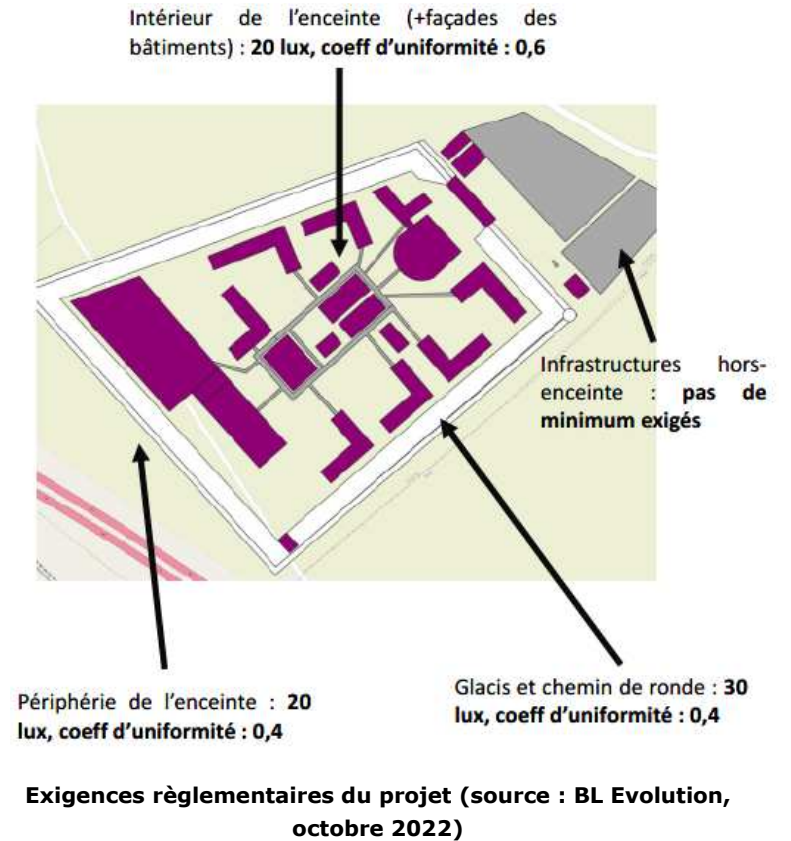 Intérieur de l'enceinte (+façades des
bâtiments) : 20 lux, coeff d'uniformité : 0,6
Infrastructures hors-
enceinte : pas de
minimum exigés
Périphérie de l'enceinte : 20
lux, coeff d'uniformité : 0,4
Glacis et chemin de ronde : 30
lux, coeff d'uniformité : 0,4
Exigences règlementaires du projet (source : BL Evolution,
octobre 2022)